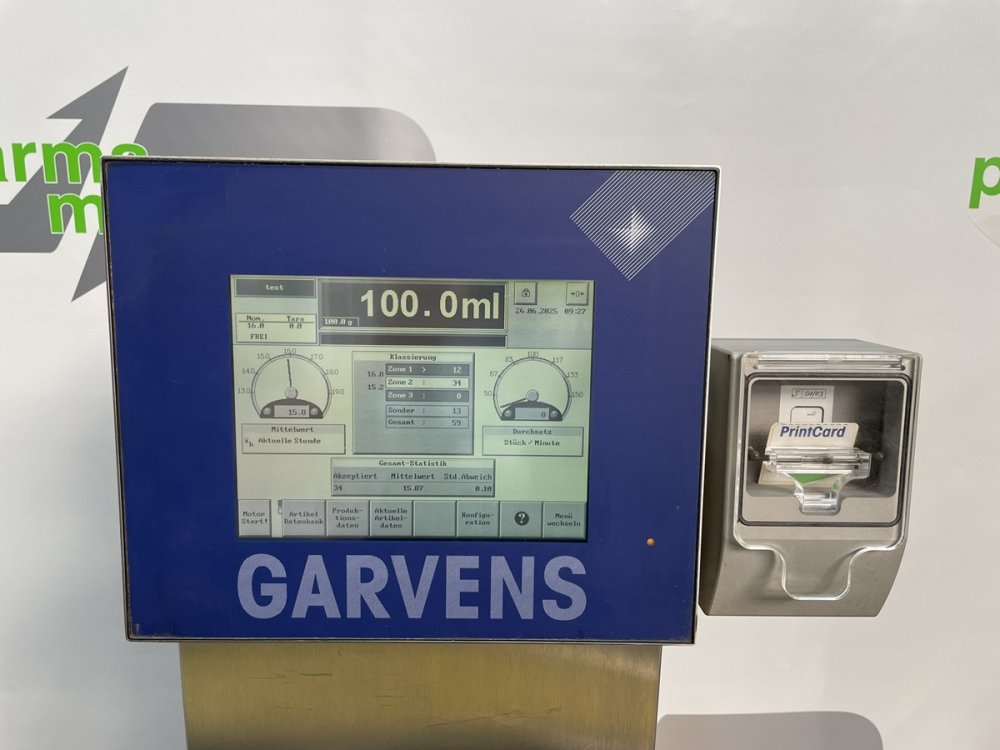 test
100.0ml
100.0 g
26.06.2025 09:27
Nom. Tara
16.0 0.0
FREI
130 140 150 160 170 180 190
15.0
Mittelwert
Aktuelle Stunde
Klassierung
16.0 Zone 1 > 12
15.2 Zone 2 : 34
Zone 3 : 0
Sonder : 13
Gesamt : 59
50 67 83 100 117 133 150
0
Durchsatz
Stück / Minute
Gesamt-Statistik
Akzeptiert Mittelwert Std.Abweich
34 15.07 0.10
Motor
Start!
Artikel
Datenbank
Produk-
tions-
daten
Aktuelle
Artikel-
daten
Konfigu-
ration
?
Menü
wechseln
GARVENS
PrintCard